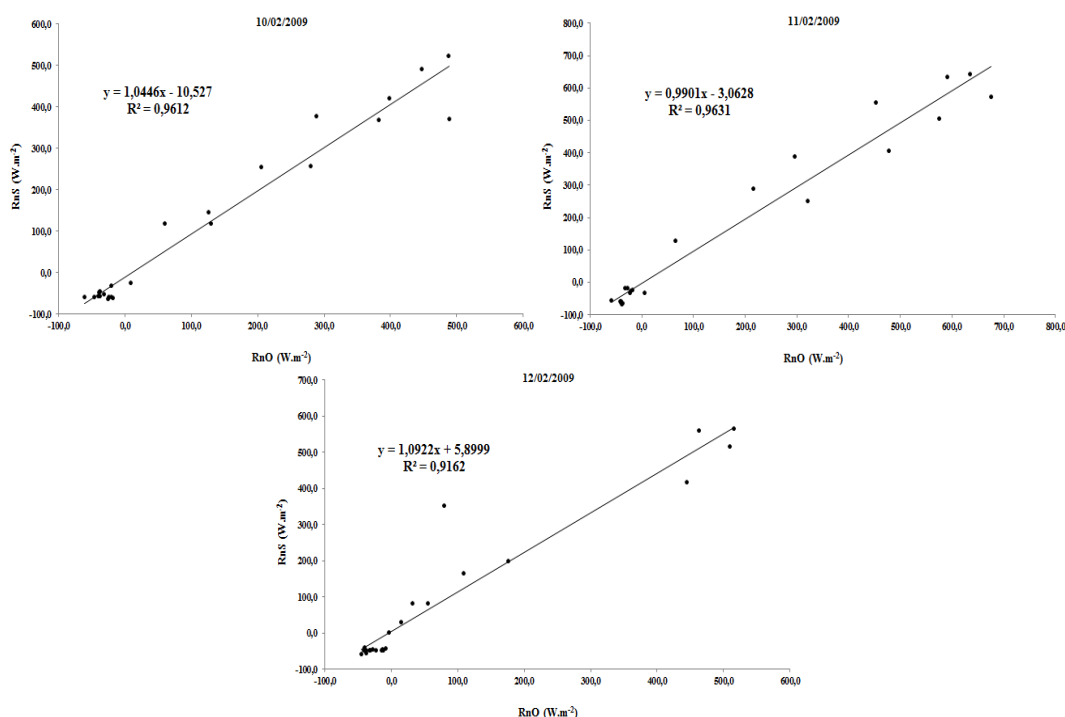 10/02/2009
600,0
500,0
400,0
300,0
200,0
100,0
0,0
-100,0
RnS (W.m⁻²)
y = 1,0446x - 10,527
R² = 0,9612
-100,0 0,0 100,0 200,0 300,0 400,0 500,0 600,0
RnO (W.m⁻²)
11/02/2009
800,0
700,0
600,0
500,0
400,0
300,0
200,0
100,0
0,0
-100,0
RnS (W.m⁻²)
y = 0,9901x - 3,0628
R² = 0,9631
-100,0 0,0 100,0 200,0 300,0 400,0 500,0 600,0 700,0 800,0
RnO (W.m⁻²)
12/02/2009
700,0
600,0
500,0
400,0
300,0
200,0
100,0
0,0
-100,0
RnS (W.m⁻²)
y = 1,0922x + 5,8999
R² = 0,9162
-100,0 0,0 100,0 200,0 300,0 400,0 500,0 600,0
RnO (W.m⁻²)